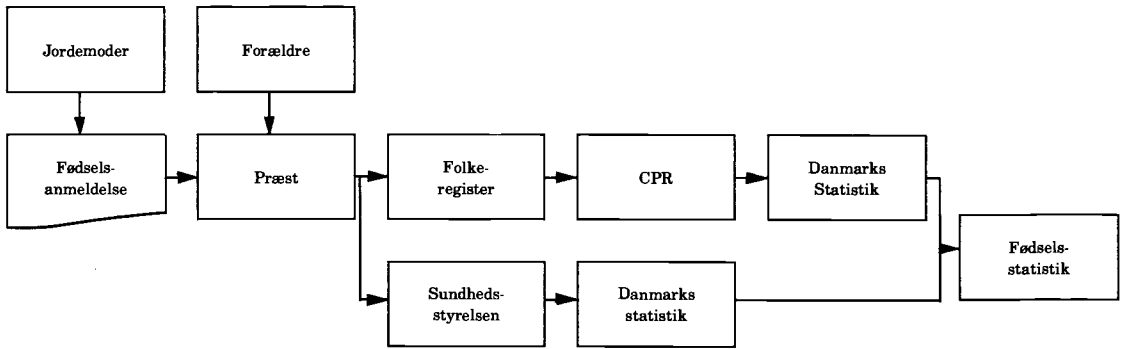 Jordemoder
Forældre
Fødsels-
anmeldelse
Præst
Folke-
register
CPR
Danmarks
Statistik
Fødsels-
statistik
Sundheds-
styrelsen
Danmarks
statistik